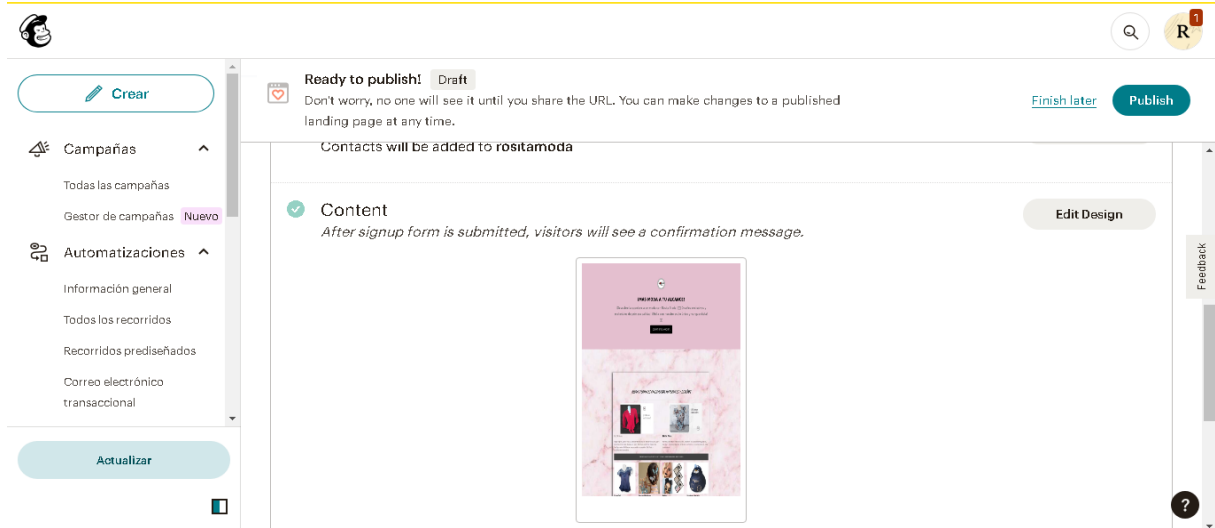 1
R
Crear
Campañas
Todas las campañas
Gestor de campañas Nuevo
Automatizaciones
Información general
Todos los recorridos
Recorridos prediseñados
Correo electrónico
transaccional
Actualizar
Ready to publish! Draft
Don't worry, no one will see it until you share the URL. You can make changes to a published
landing page at any time.
Finish later
Publish
Contacts will be added to rositamoda
Content
Edit Design
After signup form is submitted, visitors will see a confirmation message.
Feedback
?